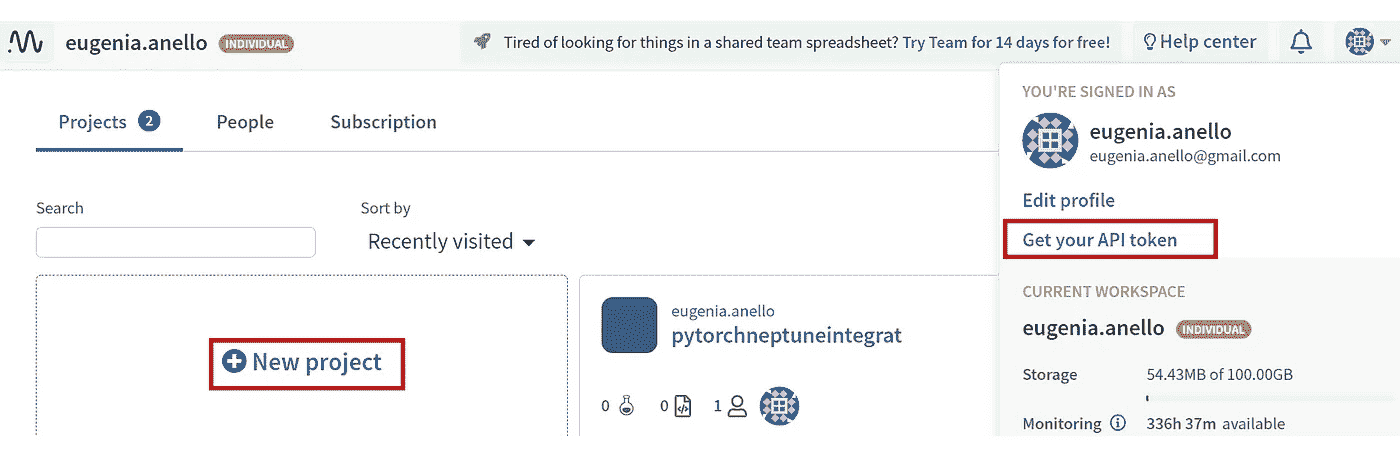 eugenia.anello INDIVIDUAL
Tired of looking for things in a shared team spreadsheet? Try Team for 14 days for free!
Help center
Projects 2 People Subscription
Search
Sort by
Recently visited
New project
eugenia.anello
pytorchneptuneintegrat
0 0 1
YOU'RE SIGNED IN AS
eugenia.anello
eugenia.anello@gmail.com
Edit profile
Get your API token
CURRENT WORKSPACE
eugenia.anello INDIVIDUAL
Storage 54.43MB of 100.00GB
Monitoring 336h 37m available